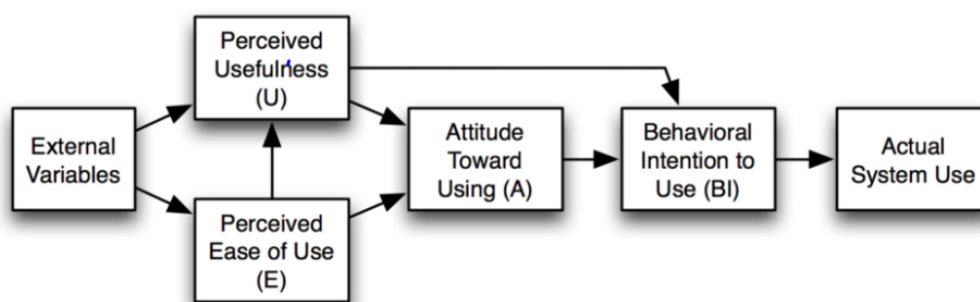 Perceived
Usefulness
(U)
External
Variables
Perceived
Ease of Use
(E)
Attitude
Toward
Using (A)
Behavioral
Intention to
Use (BI)
Actual
System Use